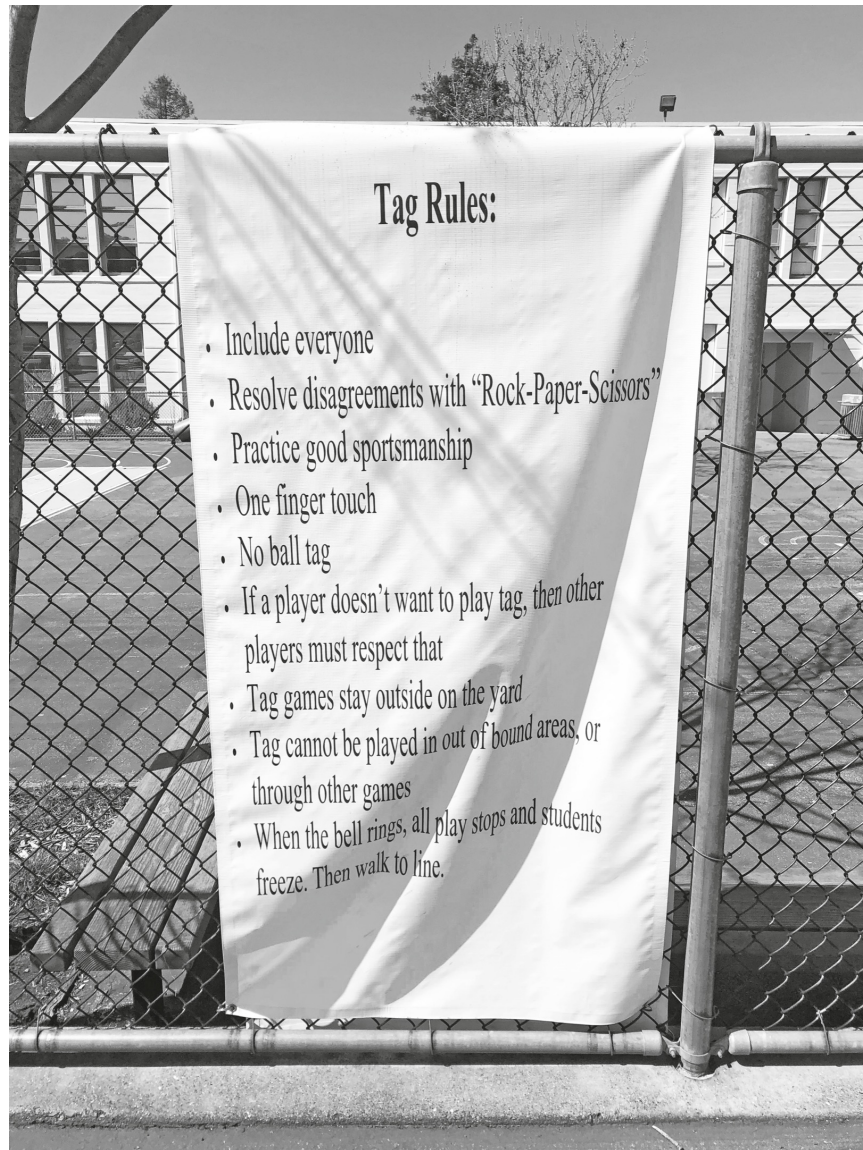 Tag Rules:
• Include everyone
• Resolve disagreements with “Rock-Paper-Scissors”
• Practice good sportsmanship
• One finger touch
• No ball tag
• If a player doesn’t want to play tag, then other
players must respect that
• Tag games stay outside on the yard
• Tag cannot be played in out of bound areas, or
through other games
• When the bell rings, all play stops and students
freeze. Then walk to line.